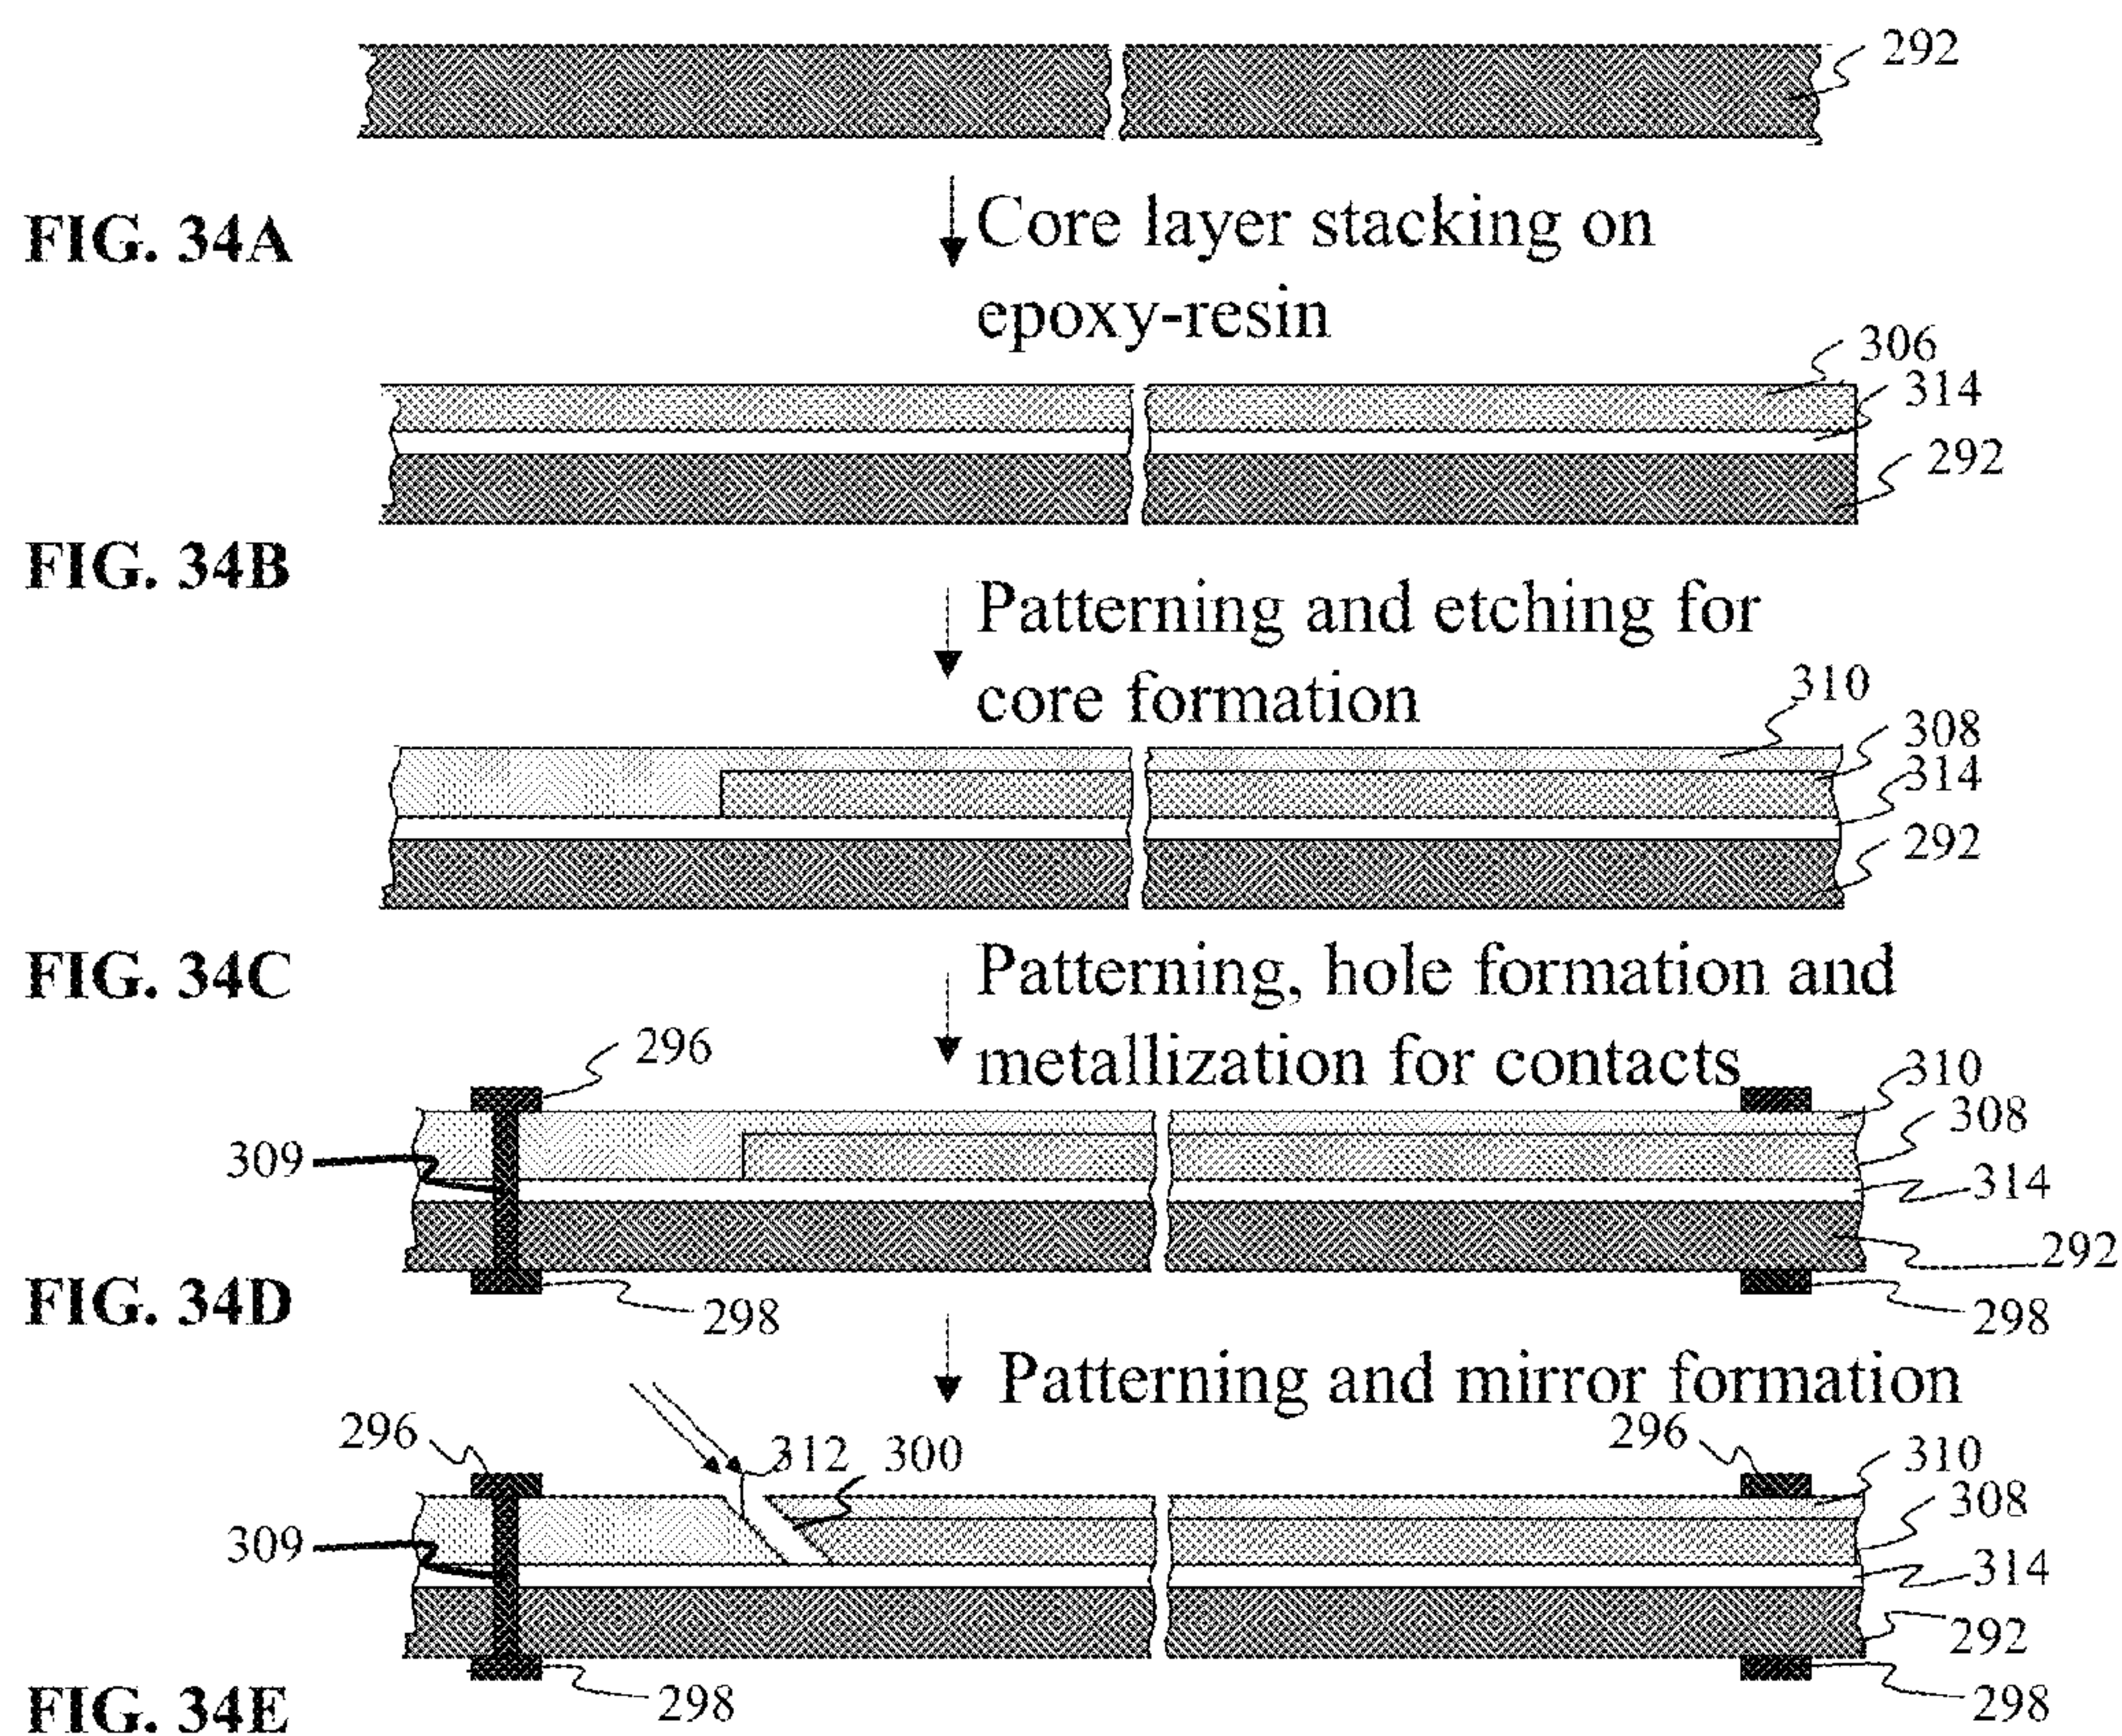 292
FIG. 34A
Core layer stacking on
epoxy-resin
306
314
292
FIG. 34B
Patterning and etching for
core formation
310
308
314
292
FIG. 34C
Patterning, hole formation and
metallization for contacts
296
310
308
309
314
292
FIG. 34D
298
298
Patterning and mirror formation
296
312
300
296
310
308
309
314
292
FIG. 34E
298
298